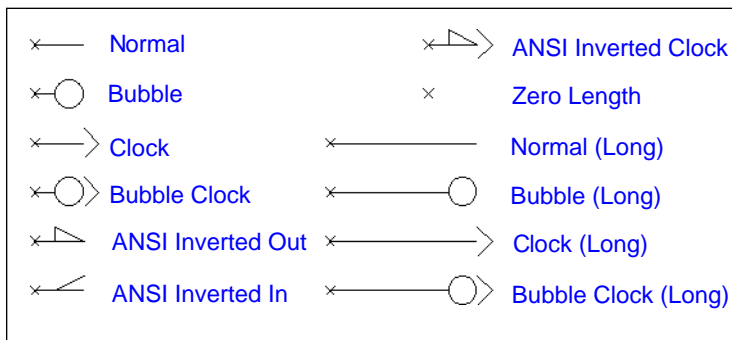 Normal
Bubble
Clock
Bubble Clock
ANSI Inverted Out
ANSI Inverted In
ANSI Inverted Clock
Zero Length
Normal (Long)
Bubble (Long)
Clock (Long)
Bubble Clock (Long)